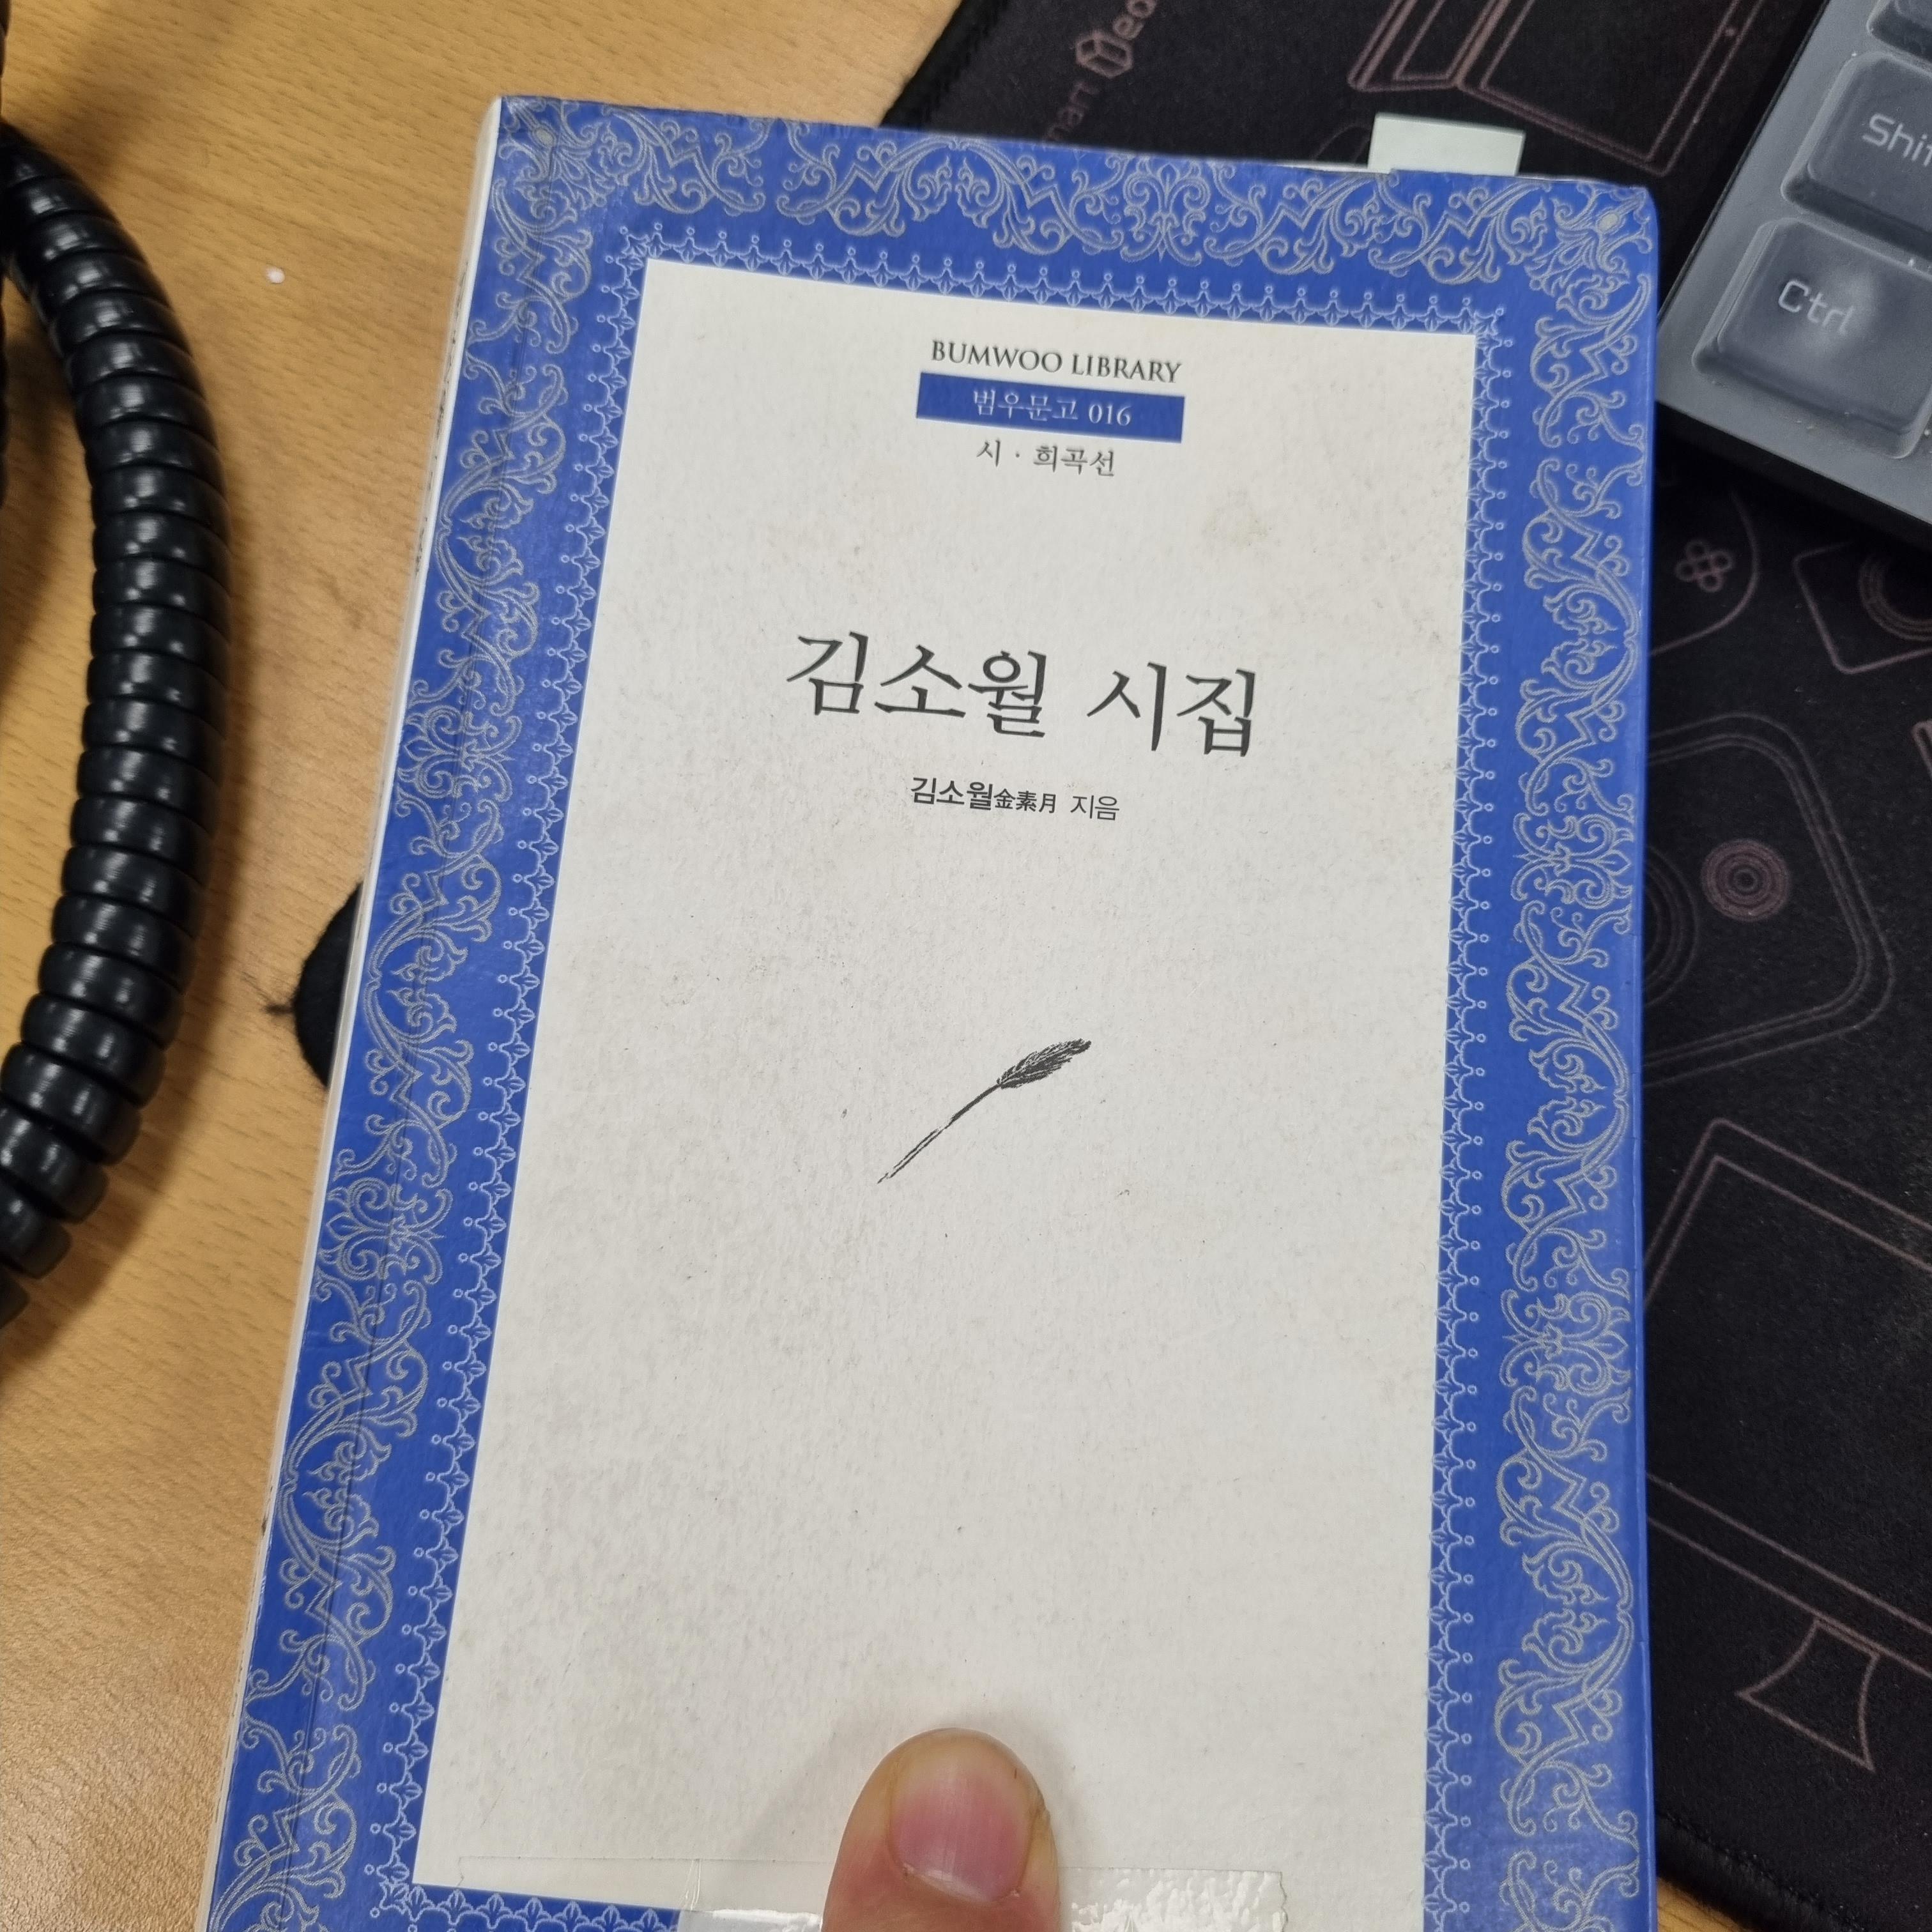 BUMWOO LIBRARY
범우문고 016
시 · 희곡선
김소월 시집
김소월金素月 지음
Shif
Ctrl